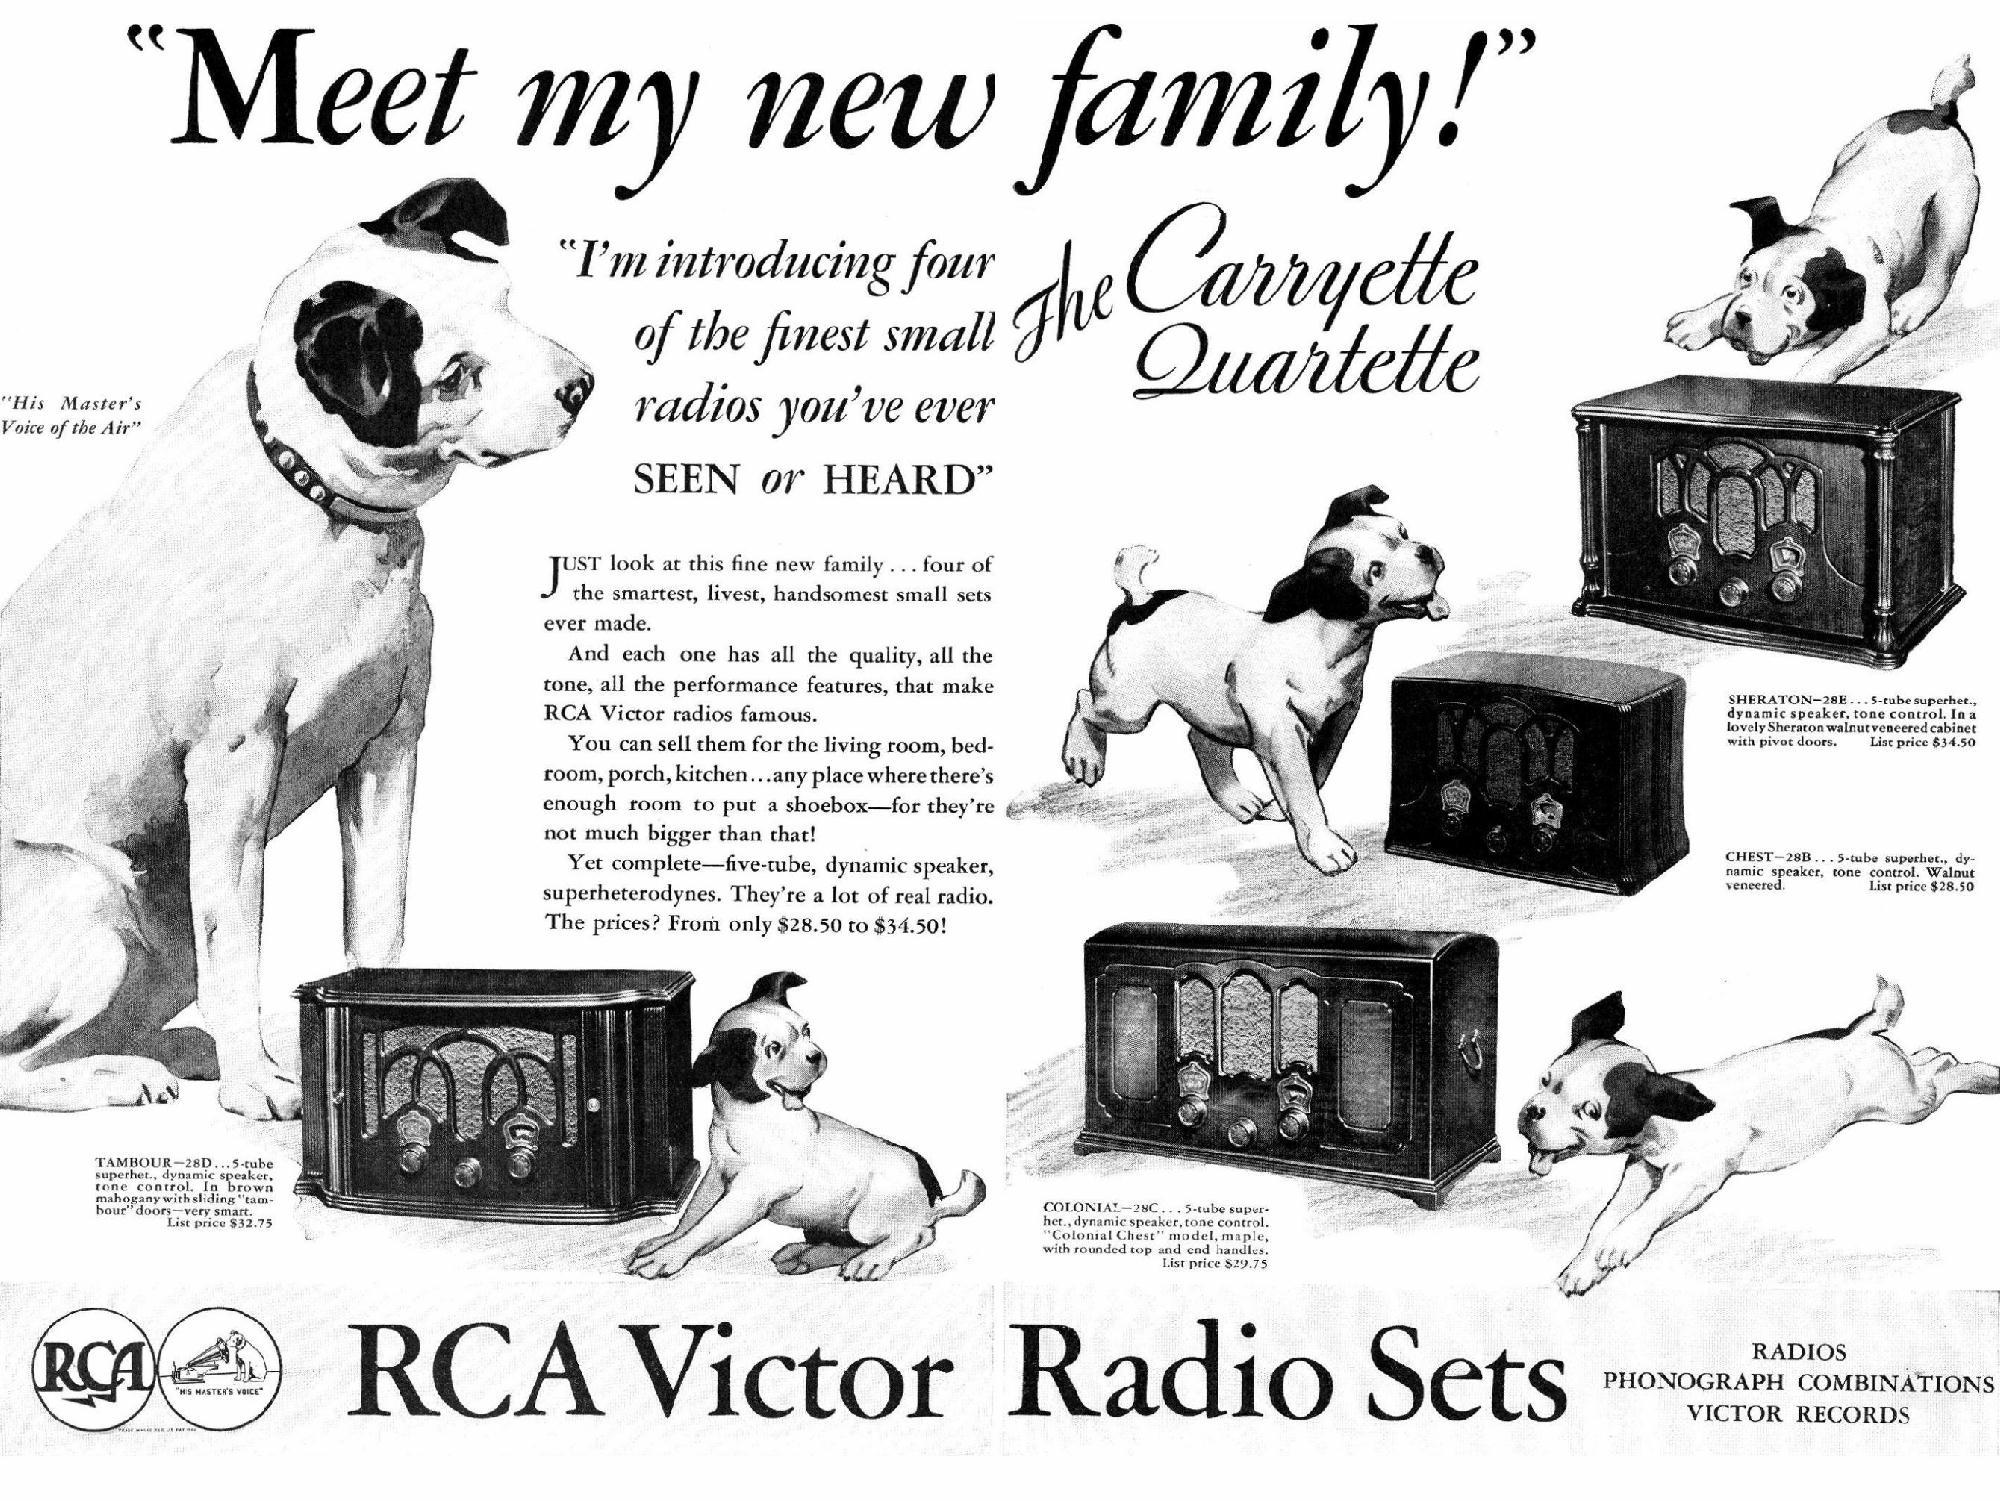 “Meet my new family!”
“I’m introducing four
of the finest small
radios you’ve ever
SEEN or HEARD”
The Carryette
Quartette
"His Master's
Voice of the Air”
JUST look at this fine new family . . . four of
the smartest, livest, handsomest small sets
ever made.
And each one has all the quality, all the
tone, all the performance features, that make
RCA Victor radios famous.
You can sell them for the living room, bed-
room, porch, kitchen...any place where there's
enough room to put a shoebox—for they're
not much bigger than that!
Yet complete—five-tube, dynamic speaker,
superheterodynes. They're a lot of real radio.
The prices? From only $28.50 to $34.50!
SHERATON—28E... 5-tube superhet.,
dynamic speaker, tone control. In a
lovely Sheraton walnut veneered cabinet
with pivot doors. List price $34.50
CHEST—28B... 5-tube superhet., dy-
namic speaker, tone control. Walnut
veneered. List price $28.50
TAMBOUR—28D...5-tube
superhet., dynamic speaker,
tone control. In brown
mahogany with sliding "tam-
bour" doors—very smart.
List price $32.75
COLONIAL—28C... 5-tube super-
het., dynamic speaker, tone control.
"Colonial Chest" model, maple,
with rounded top and end handles.
List price $29.75
RCA
"HIS MASTER'S VOICE"
RCA Victor Radio Sets
RADIOS
PHONOGRAPH COMBINATIONS
VICTOR RECORDS